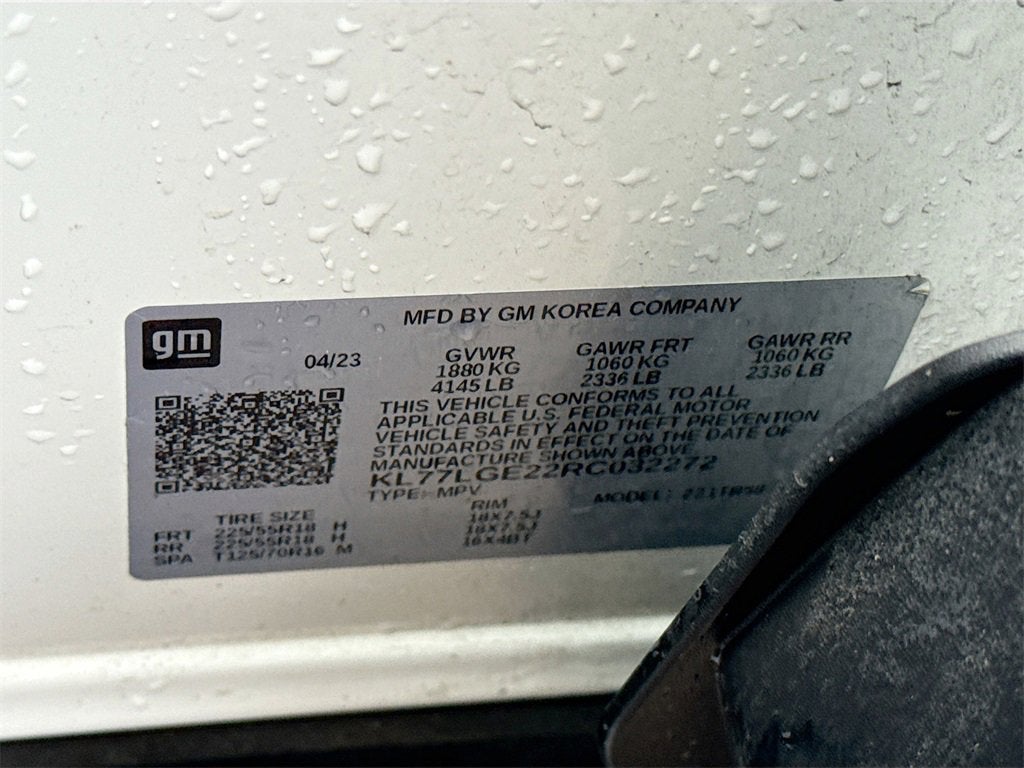 MFD BY GM KOREA COMPANY
gm
04/23
GVWR GAWR FRT GAWR RR
1880 KG 1060 KG 1060 KG
4145 LB 2336 LB 2336 LB
THIS VEHICLE CONFORMS TO ALL
APPLICABLE U.S. FEDERAL MOTOR
VEHICLE SAFETY AND THEFT PREVENTION
STANDARDS IN EFFECT ON THE DATE OF
MANUFACTURE SHOWN ABOVE
KL77LGE22RC032272
TYPE: MPV MODEL:
TIRE SIZE RIM
FRT 225/55R18 H 18X7.5J
RR 225/55R18 H 18X7.5J
SPA T125/70R16 M 16X4BT